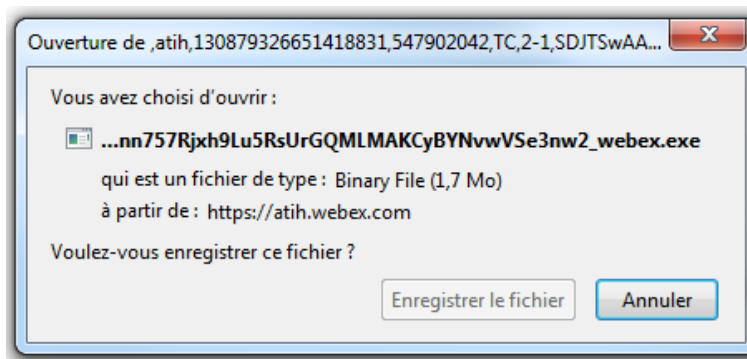 Ouverture de ,atih,130879326651418831,547902042,TC,2-1,SDJTSwAA...
Vous avez choisi d'ouvrir :
...nn757Rjxh9Lu5RsUrGQMLMAKCyBYNvwVSe3nw2_webex.exe
qui est un fichier de type : Binary File (1,7 Mo)
à partir de : https://atih.webex.com
Voulez-vous enregistrer ce fichier ?
Enregistrer le fichier Annuler